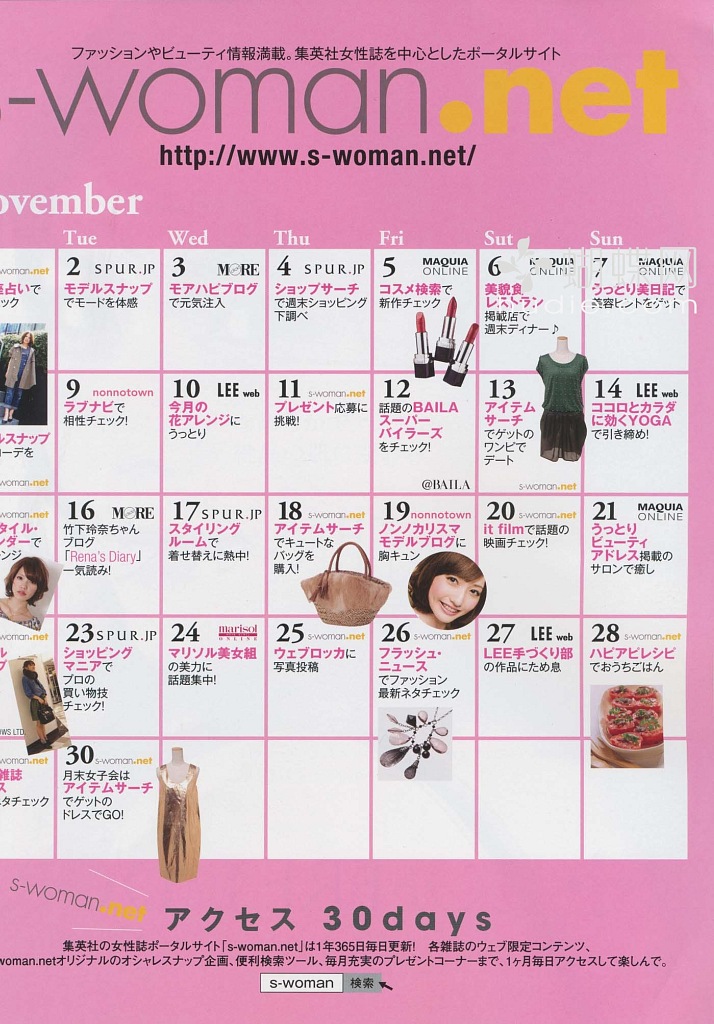 ファッションやビューティ情報満載。集英社女性誌を中心としたポータルサイト
s-woman.net
http://www.s-woman.net/
ovember
Tue Wed Thu Fri Sut Sun
woman.net
座占いで
ック
2 SPUR.JP
モデルスナップ
でモードを体感
3 MORE
モアハピブログ
で元気注入
4 SPUR.JP
ショップサーチ
で週末ショッピング
下調べ
5 MAQUIA ONLINE
コスメ検索で
新作チェック
6 MAQUIA ONLINE
美貌食
レストラン
掲載店で
週末ディナー♪
7 MAQUIA ONLINE
うっとり美日記で
美容ヒントをゲット
ルスナップ
ーデを
woman.net
9 nonnotown
ラブナビで
相性チェック!
10 LEE web
今月の
花アレンジに
うっとり
11 s-woman.net
プレゼント応募に
挑戦!
12
話題のBAILA
スーパー
バイラーズ
をチェック!
@BAILA
13
アイテム
サーチ
でゲットの
ワンピで
デート
s-woman.net
14 LEE web
ココロとカラダ
に効くYOGA
で引き締め!
woman.net
タイル・
ンダーで
ンジ
16 MORE
竹下玲奈ちゃん
ブログ
「Rena's Diary」
一気読み!
17 SPUR.JP
スタイリング
ルームで
着せ替えに熱中!
18 s-woman.net
アイテムサーチ
でキュートな
バッグを
購入!
19 nonnotown
ノンノカリスマ
モデルブログに
胸キュン
20 s-woman.net
it filmで話題の
映画チェック!
21 MAQUIA ONLINE
うっとり
ビューティ
アドレス掲載の
サロンで癒し
woman.net
OWS LTD.
23 SPUR.JP
ショッピング
マニアで
プロの
買い物技
チェック!
24 marisol ONLINE
マリソル美女組
の美力に
話題集中!
25 s-woman.net
ウェブロッカに
写真投稿
26 s-woman.net
フラッシュ・
ニュース
でファッション
最新ネタチェック
27 LEE web
LEE手づくり部
の作品にため息
28 s-woman.net
ハピアピレシピ
でおうちごはん
woman.net
雑誌
ス
ネタチェック
30 s-woman.net
月末女子会は
アイテムサーチ
でゲットの
ドレスでGO!
s-woman.net アクセス 30days
集英社の女性誌ポータルサイト「s-woman.net」は1年365日毎日更新! 各雑誌のウェブ限定コンテンツ、
woman.netオリジナルのオシャレスナップ企画、便利検索ツール、毎月充実のプレゼントコーナーまで、1ヶ月毎日アクセスして楽しんで。
s-woman 検索